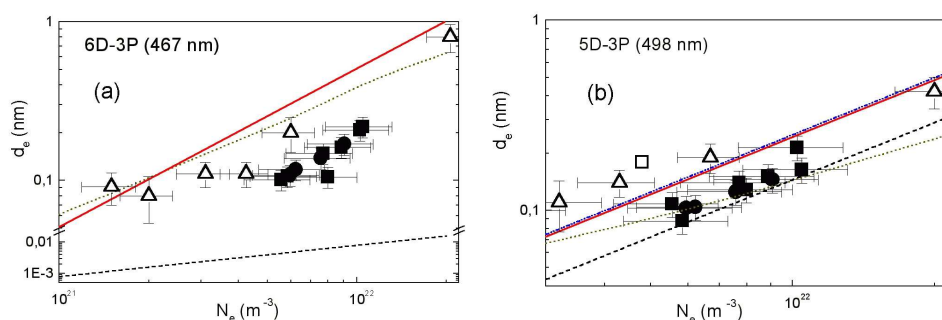 6D-3P (467 nm)
(a)
d_e (nm)
1
0,1
0,01
1E-3
10^21
10^22
N_e (m^-3)
5D-3P (498 nm)
(b)
d_e (nm)
1
0,1
10^22
N_e (m^-3)